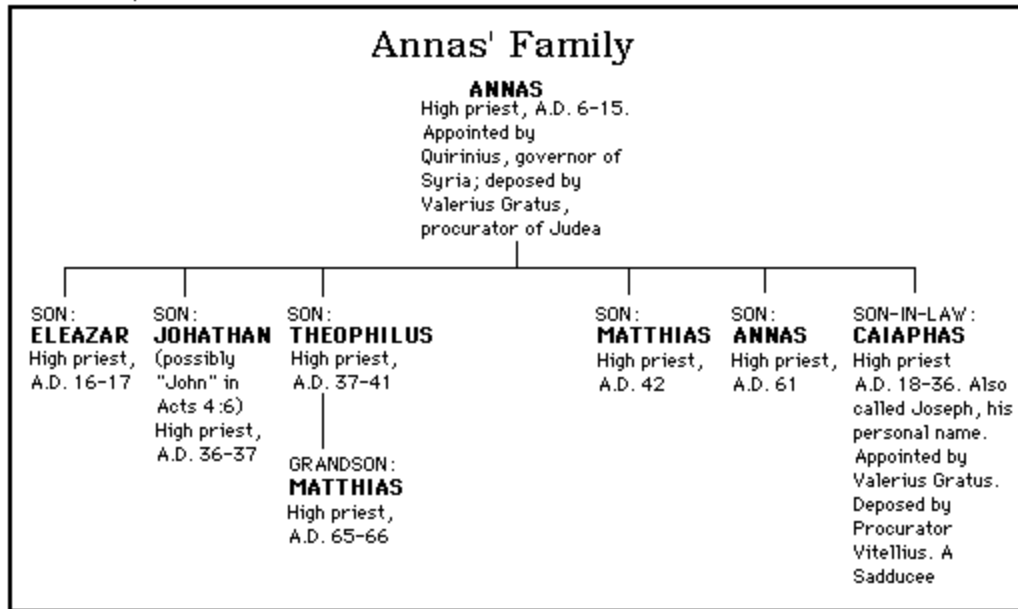 Annas' Family
ANNAS
High priest, A.D. 6-15.
Appointed by
Quirinius, governor of
Syria; deposed by
Valerius Gratus,
procurator of Judea
SON:
ELEAZAR
High priest,
A.D. 16-17
SON:
JOHATHAN
(possibly
"John" in
Acts 4:6)
High priest,
A.D. 36-37
SON:
THEOPHILUS
High priest,
A.D. 37-41
GRANDSON:
MATTHIAS
High priest,
A.D. 65-66
SON:
MATTHIAS
High priest,
A.D. 42
SON:
ANNAS
High priest,
A.D. 61
SON-IN-LAW:
CAIAPHAS
High priest
A.D. 18-36. Also
called Joseph, his
personal name.
Appointed by
Valerius Gratus.
Deposed by
Procurator
Vitellius. A
Sadducee